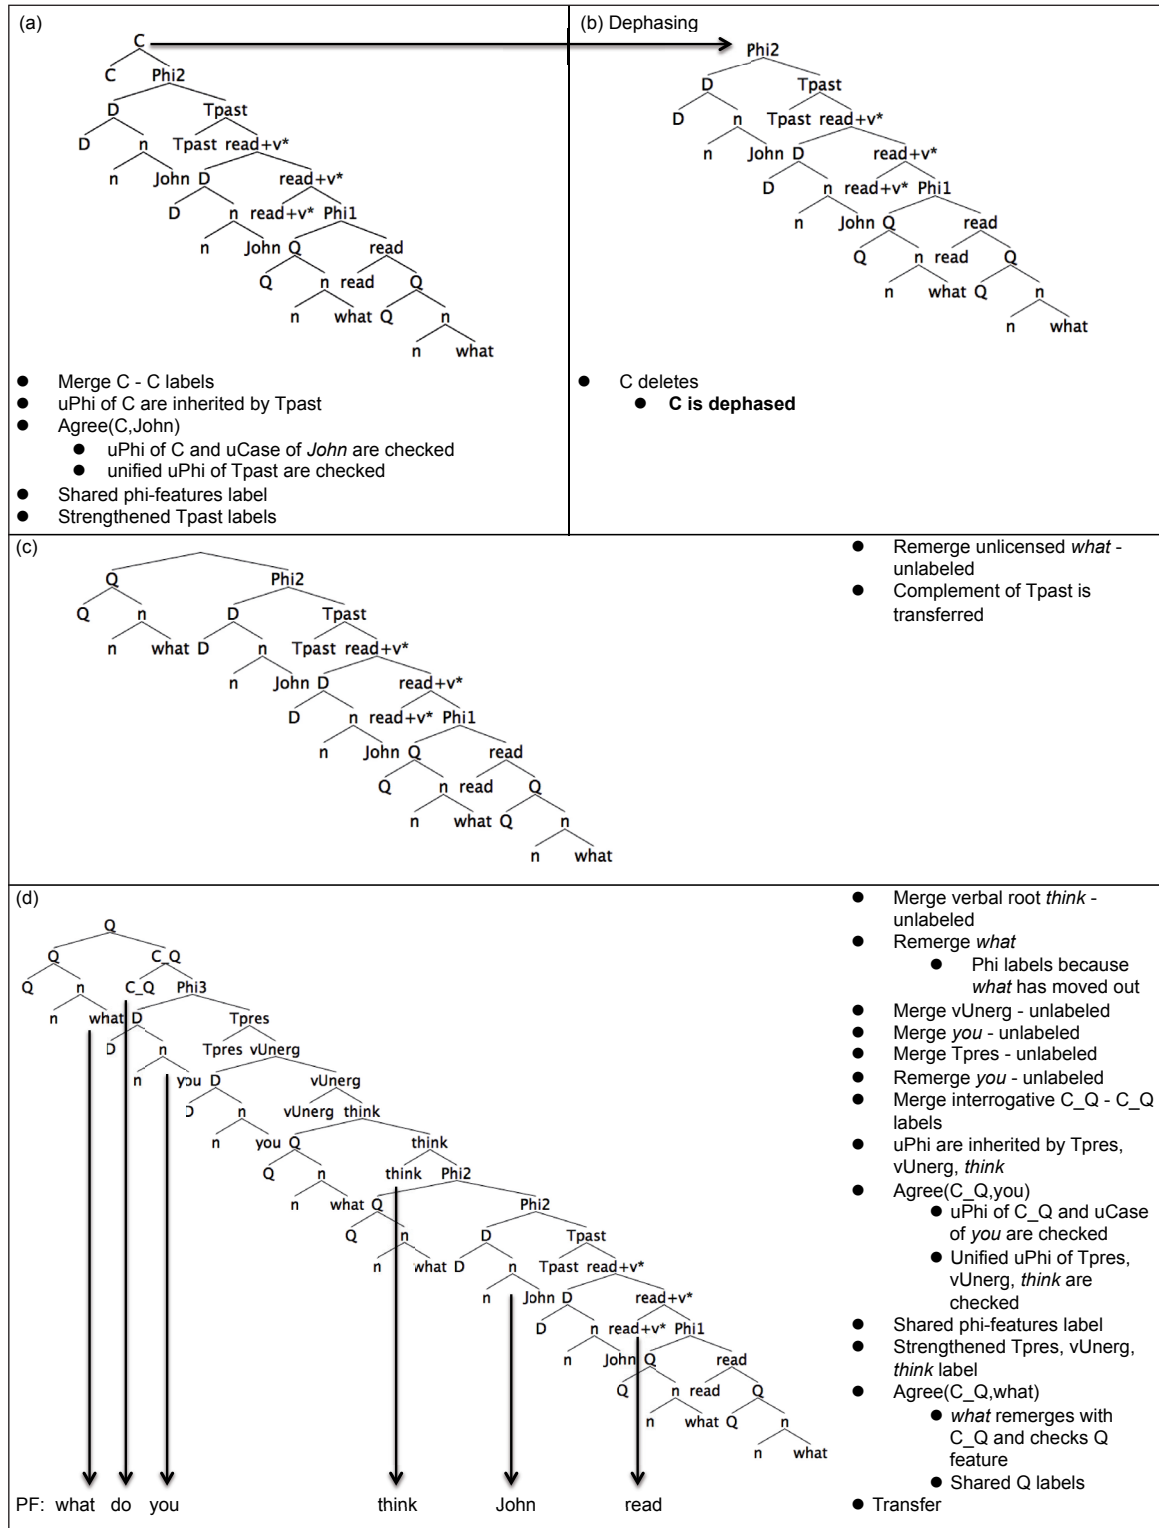 (a)
C
C Phi2
D Tpast
D n Tpast read+v*
n John D read+v*
D n read+v* Phi1
n John Q read
Q n read Q
n what Q n
n what
● Merge C - C labels
● uPhi of C are inherited by Tpast
● Agree(C,John)
● uPhi of C and uCase of John are checked
● unified uPhi of Tpast are checked
● Shared phi-features label
● Strengthened Tpast labels
(b) Dephasing
Phi2
D Tpast
D n Tpast read+v*
n John D read+v*
D n read+v* Phi1
n John Q read
Q n read Q
n what Q n
n what
● C deletes
● C is dephased
(c)
Q Phi2
Q n D Tpast
n what D n Tpast read+v*
n John D read+v*
D n read+v* Phi1
n John Q read
Q n read Q
n what Q n
n what
● Remerge unlicensed what -
unlabeled
● Complement of Tpast is
transferred
(d)
Q
Q C_Q
Q n C_Q Phi3
n what D Tpres
D n Tpres vUnerg
n you D vUnerg
D n vUnerg think
n you Q think
Q n think Phi2
n what Q Phi2
Q n D Tpast
n what D n Tpast read+v*
n John D read+v*
D n read+v* Phi1
n John Q read
Q n read Q
n what Q n
n what
PF: what do you think John read
● Merge verbal root think -
unlabeled
● Remerge what
● Phi labels because
what has moved out
● Merge vUnerg - unlabeled
● Merge you - unlabeled
● Merge Tpres - unlabeled
● Remerge you - unlabeled
● Merge interrogative C_Q - C_Q
labels
● uPhi are inherited by Tpres,
vUnerg, think
● Agree(C_Q,you)
● uPhi of C_Q and uCase
of you are checked
● Unified uPhi of Tpres,
vUnerg, think are
checked
● Shared phi-features label
● Strengthened Tpres, vUnerg,
think label
● Agree(C_Q,what)
● what remerges with
C_Q and checks Q
feature
● Shared Q labels
● Transfer